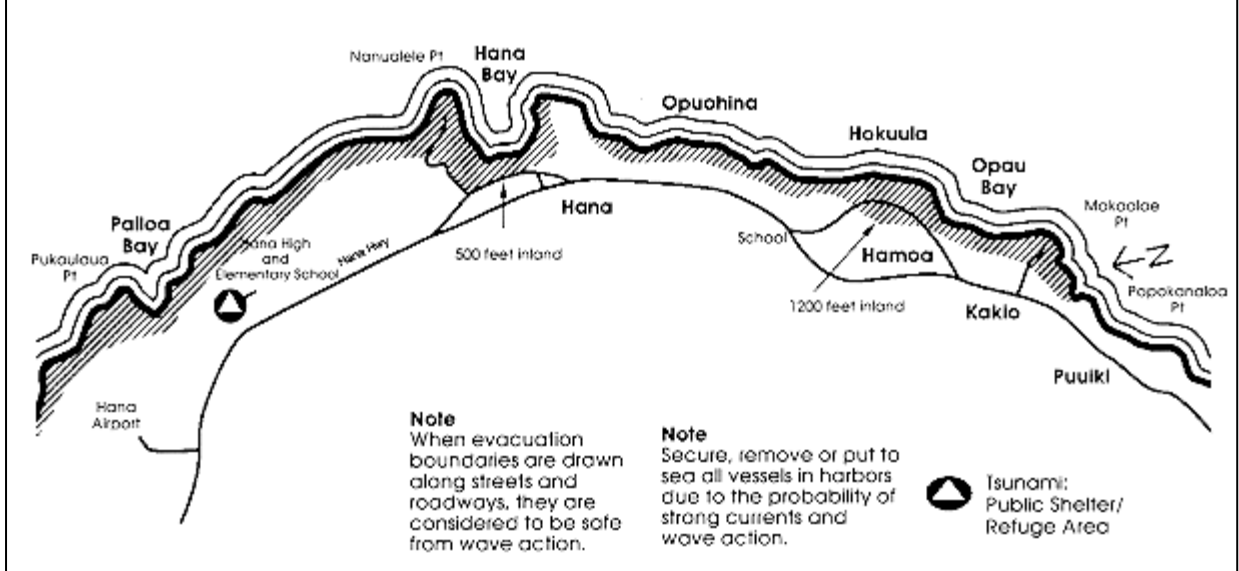 Nanualele Pt
Hana
Bay
Opuohina
Hokuula
Opau
Bay
Mokaalae
Pt
Pailoa
Bay
Pukaulaua
Pt
Hana High
and
Elementary School
Hana Hwy
500 feet inland
Hana
School
Hamoa
1200 feet inland
Kakio
N
Popokanaloa
Pt
Puuiki
Hana
Airport
Note
When evacuation
boundaries are drawn
along streets and
roadways, they are
considered to be safe
from wave action.
Note
Secure, remove or put to
sea all vessels in harbors
due to the probability of
strong currents and
wave action.
Tsunami:
Public Shelter/
Refuge Area